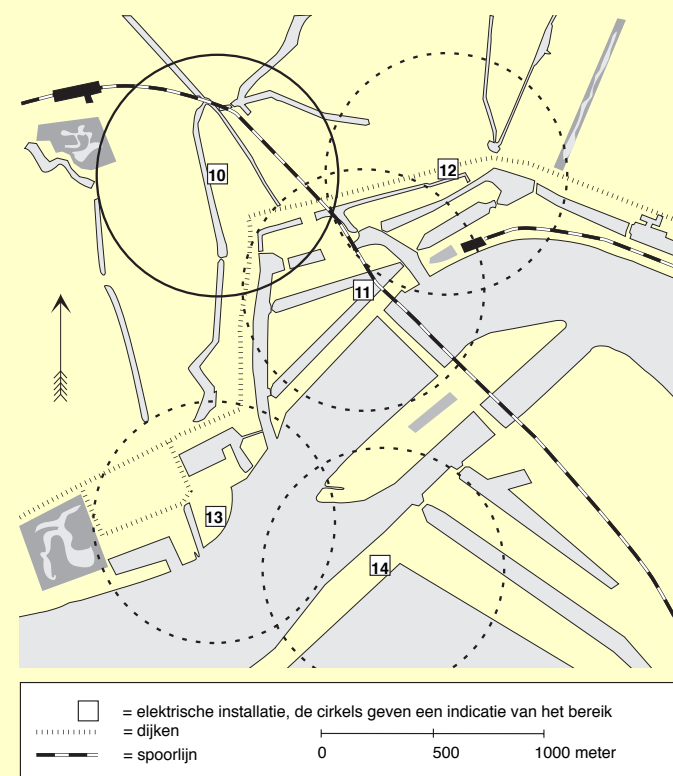 10
12
11
13
14
= elektrische installatie, de cirkels geven een indicatie van het bereik
= dijken
= spoorlijn
0 500 1000 meter